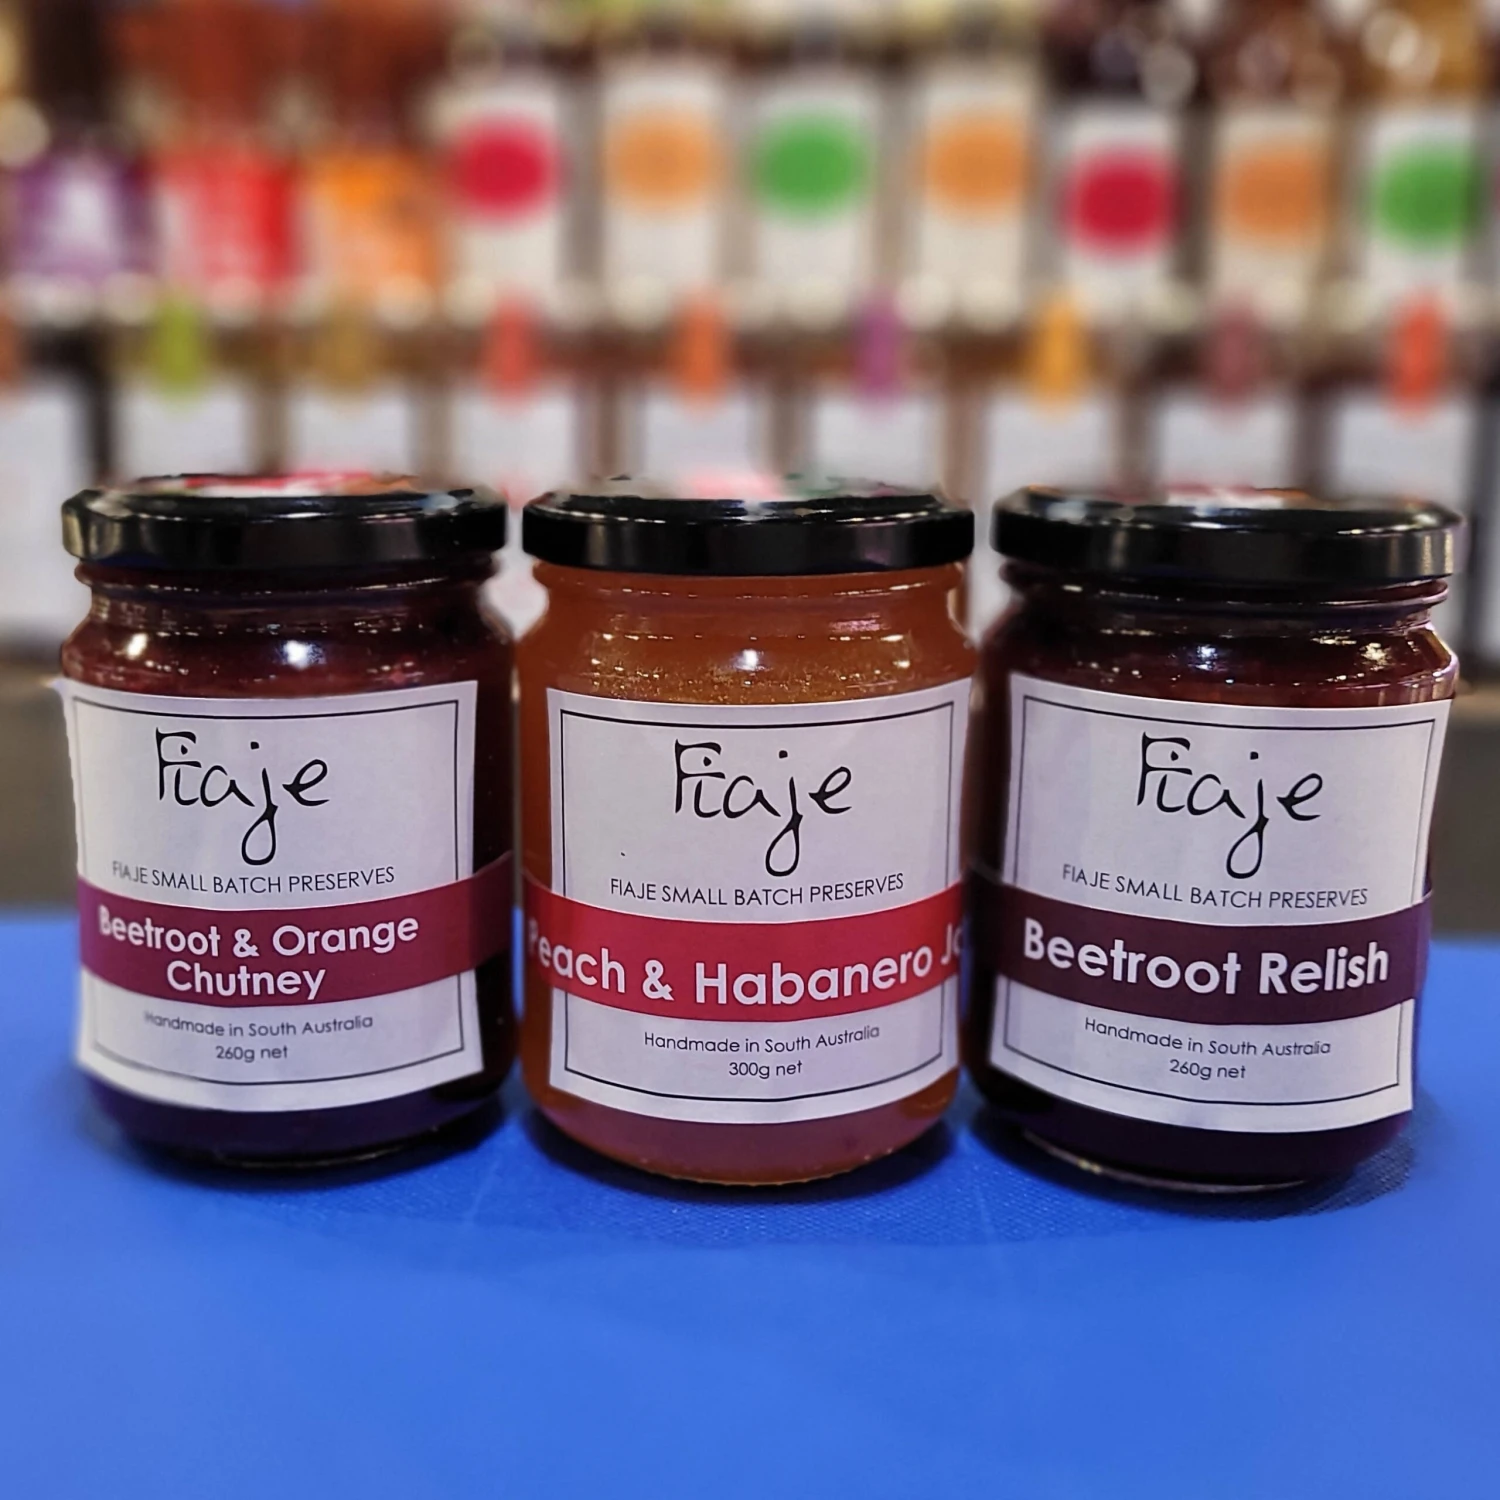 Fiaje
FIAJE SMALL BATCH PRESERVES
Beetroot & Orange
Chutney
Handmade in South Australia
260g net
Fiaje
FIAJE SMALL BATCH PRESERVES
Peach & Habanero
Handmade in South Australia
300g net
Fiaje
FIAJE SMALL BATCH PRESERVES
Beetroot Relish
Handmade in South Australia
260g net